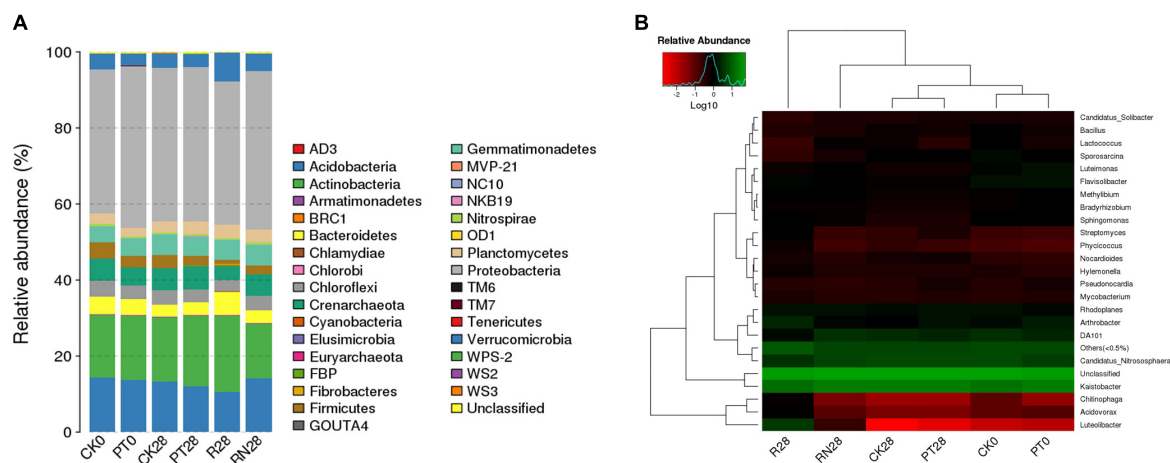 A
Relative abundance (%)
100
80
60
40
20
0
CK0
PT0
CK28
PT28
R28
RN28
AD3
Acidobacteria
Actinobacteria
Armatimonadetes
BRC1
Bacteroidetes
Chlamydiae
Chlorobi
Chloroflexi
Crenarchaeota
Cyanobacteria
Elusimicrobia
Euryarchaeota
FBP
Fibrobacteres
Firmicutes
GOUTA4
Gemmatimonadetes
MVP-21
NC10
NKB19
Nitrospirae
OD1
Planctomycetes
Proteobacteria
TM6
TM7
Tenericutes
Verrucomicrobia
WPS-2
WS2
WS3
Unclassified
B
Relative Abundance
-2 -1 0 1
Log10
Candidatus_Solibacter
Bacillus
Lactococcus
Sporosarcina
Luteimonas
Flavisolibacter
Methylibium
Bradyrhizobium
Sphingomonas
Streptomyces
Phycicoccus
Nocardioides
Hylemonella
Pseudonocardia
Mycobacterium
Rhodoplanes
Arthrobacter
DA101
Others(<0.5%)
Candidatus_Nitrososphaera
Unclassified
Kaistobacter
Chitinophaga
Acidovorax
Luteolibacter
R28
RN28
CK28
PT28
CK0
PT0